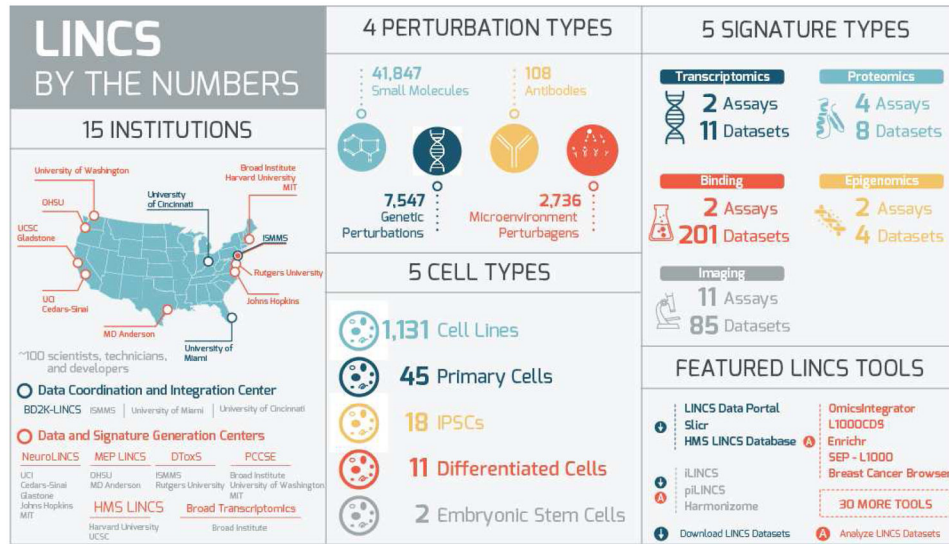 LINCS
BY THE NUMBERS
15 INSTITUTIONS
University of Washington
Broad Institute
Harvard University
MIT
University
of Cincinnati
OHSU
UCSC
Gladstone
ISMMS
Rutgers University
Johns Hopkins
UCI
Cedars-Sinai
MD Anderson
University of
Miami
~100 scientists, technicians,
and developers
Data Coordination and Integration Center
BD2K-LINCS ISMMS University of Miami University of Cincinnati
Data and Signature Generation Centers
NeuroLINCS
UCI
Cedars-Sinai
Glastone
Johns Hopkins
MIT
MEP LINCS
OHSU
MD Anderson
DToxS
ISMMS
Rutgers University
PCCSE
Broad Institute
University of Washington
MIT
HMS LINCS
Harvard University
UCSC
Broad Transcriptomics
Broad Institute
4 PERTURBATION TYPES
41,847
Small Molecules
108
Antibodies
7,547
Genetic
Perturbations
2,736
Microenvironment
Perturbagens
5 CELL TYPES
1,131 Cell Lines
45 Primary Cells
18 IPSCs
11 Differentiated Cells
2 Embryonic Stem Cells
5 SIGNATURE TYPES
Transcriptomics
2 Assays
11 Datasets
Proteomics
4 Assays
8 Datasets
Binding
2 Assays
201 Datasets
Epigenomics
2 Assays
4 Datasets
Imaging
11 Assays
85 Datasets
FEATURED LINCS TOOLS
LINCS Data Portal
Slicr
HMS LINCS Database
iLINCS
piLINCS
Harmonizome
A
A
OmicsIntegrator
L1000CDS
Enrichr
SEP - L1000
Breast Cancer Browser
30 MORE TOOLS
Download LINCS Datasets
A Analyze LINCS Datasets